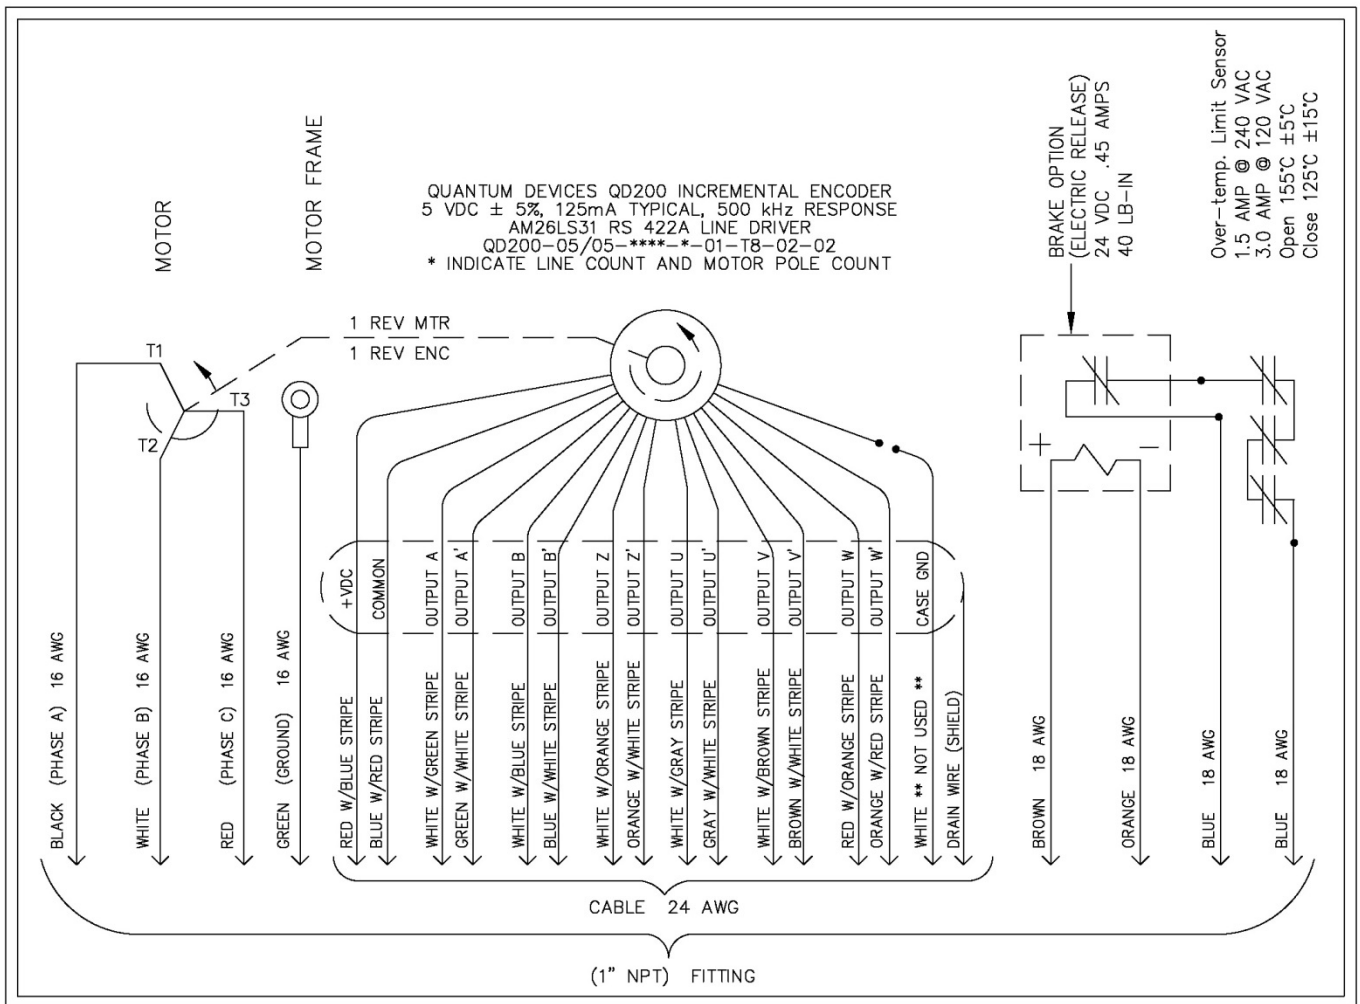 MOTOR
MOTOR FRAME
QUANTUM DEVICES QD200 INCREMENTAL ENCODER
5 VDC ± 5%, 125mA TYPICAL, 500 kHz RESPONSE
AM26LS31 RS 422A LINE DRIVER
QD200-05/05-****-*-01-T8-02-02
* INDICATE LINE COUNT AND MOTOR POLE COUNT
BRAKE OPTION
(ELECTRIC RELEASE)
24 VDC .45 AMPS
40 LB-IN
Over-temp. Limit Sensor
1.5 AMP @ 240 VAC
3.0 AMP @ 120 VAC
Open 155°C ±5°C
Close 125°C ±15°C
1 REV MTR
1 REV ENC
T1
T3
T2
+
-
+VDC
COMMON
OUTPUT A
OUTPUT A'
OUTPUT B
OUTPUT B'
OUTPUT Z
OUTPUT Z'
OUTPUT U
OUTPUT U'
OUTPUT V
OUTPUT V'
OUTPUT W
OUTPUT W'
CASE GND
BLACK (PHASE A) 16 AWG
WHITE (PHASE B) 16 AWG
RED (PHASE C) 16 AWG
GREEN (GROUND) 16 AWG
RED W/BLUE STRIPE
BLUE W/RED STRIPE
WHITE W/GREEN STRIPE
GREEN W/WHITE STRIPE
WHITE W/BLUE STRIPE
BLUE W/WHITE STRIPE
WHITE W/ORANGE STRIPE
ORANGE W/WHITE STRIPE
WHITE W/GRAY STRIPE
GRAY W/WHITE STRIPE
WHITE W/BROWN STRIPE
BROWN W/WHITE STRIPE
RED W/ORANGE STRIPE
ORANGE W/RED STRIPE
WHITE ** NOT USED **
DRAIN WIRE (SHIELD)
BROWN 18 AWG
ORANGE 18 AWG
BLUE 18 AWG
BLUE 18 AWG
CABLE 24 AWG
(1" NPT) FITTING